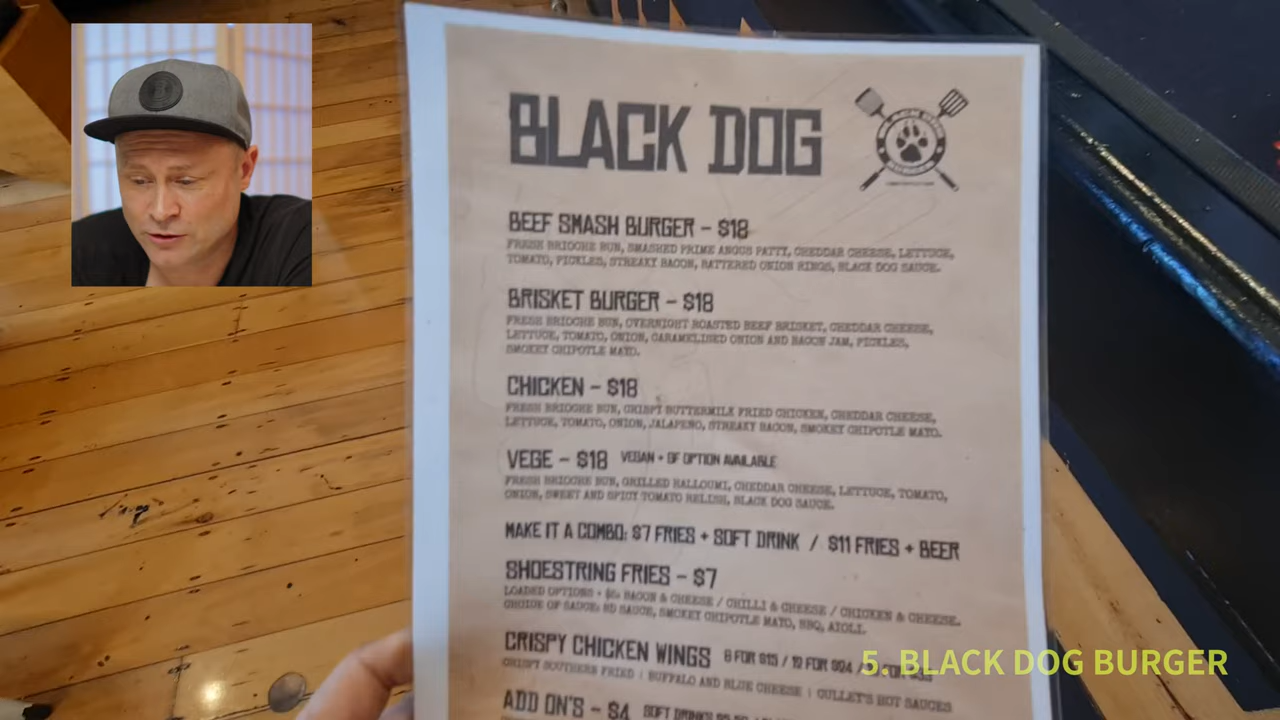 BLACK DOG
BEEF SMASH BURGER – $18
FRESH BRIOCHE BUN, SMASHED PRIME ANGUS PATTY, CHEDDAR CHEESE, LETTUCE,
TOMATO, PICKLES, STREAKY BACON, BATTERED ONION RINGS, BLACK DOG SAUCE.
BRISKET BURGER – $18
FRESH BRIOCHE BUN, OVERNIGHT ROASTED BEEF BRISKET, CHEDDAR CHEESE,
LETTUCE, TOMATO, ONION, CARAMELISED ONION AND BACON JAM, PICKLES,
SMOKEY CHIPOTLE MAYO.
CHICKEN – $18
FRESH BRIOCHE BUN, CRISPY BUTTERMILK FRIED CHICKEN, CHEDDAR CHEESE,
LETTUCE, TOMATO, ONION, JALAPEÑO, STREAKY BACON, SMOKEY CHIPOTLE MAYO.
VEGE – $18 VEGAN + GF OPTION AVAILABLE
FRESH BRIOCHE BUN, GRILLED HALLOUMI, CHEDDAR CHEESE, LETTUCE, TOMATO,
ONION, SWEET AND SPICY TOMATO RELISH, BLACK DOG SAUCE.
MAKE IT A COMBO: $7 FRIES + SOFT DRINK / $11 FRIES + BEER
SHOESTRING FRIES – $7
LOADED OPTIONS + BACON & CHEESE / CHILLI & CHEESE / CHICKEN & CHEESE.
CHOICE OF SAUCE: BD SAUCE, SMOKEY CHIPOTLE MAYO, BBQ, AIOLI.
CRISPY CHICKEN WINGS 6 FOR $15 / 12 FOR $24 /
CRISPY SOUTHERN FRIED | BUFFALO AND BLUE CHEESE | CULLEY'S HOT SAUCES
ADD ON'S – $4 SOFT DRINKS
5. BLACK DOG BURGER